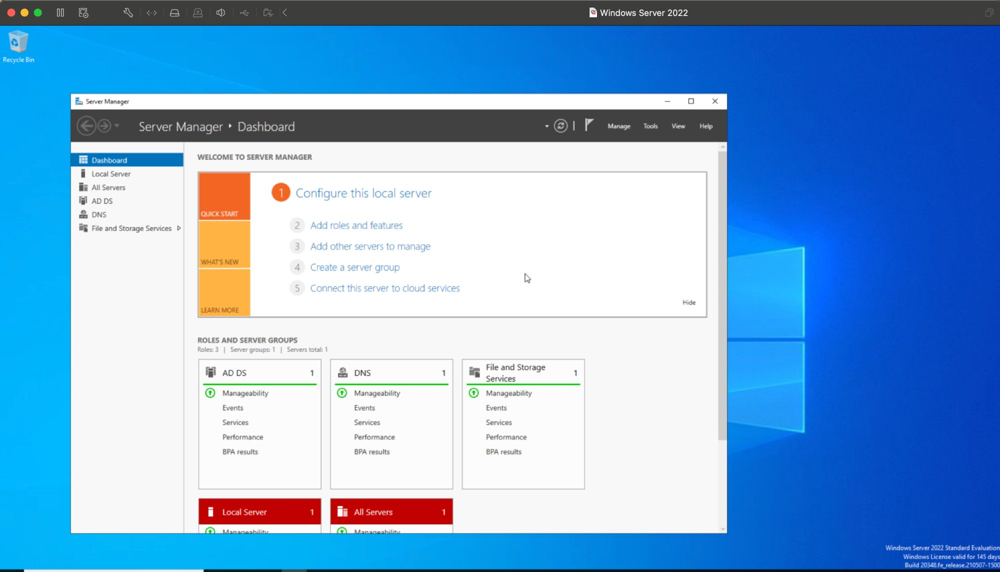 Windows Server 2022
Recycle Bin
Server Manager
Server Manager ‣ Dashboard
Manage
Tools
View
Help
Dashboard
Local Server
All Servers
AD DS
DNS
File and Storage Services
WELCOME TO SERVER MANAGER
QUICK START
WHAT'S NEW
LEARN MORE
1 Configure this local server
2 Add roles and features
3 Add other servers to manage
4 Create a server group
5 Connect this server to cloud services
Hide
ROLES AND SERVER GROUPS
Roles: 3 | Server groups: 1 | Servers total: 1
AD DS 1
Manageability
Events
Services
Performance
BPA results
DNS 1
Manageability
Events
Services
Performance
BPA results
File and Storage
Services 1
Manageability
Events
Services
Performance
BPA results
Local Server 1
Manageability
All Servers 1
Manageability
Windows Server 2022 Standard Evaluation
Windows License valid for 145 days
Build 20348.fe_release.210507-1500